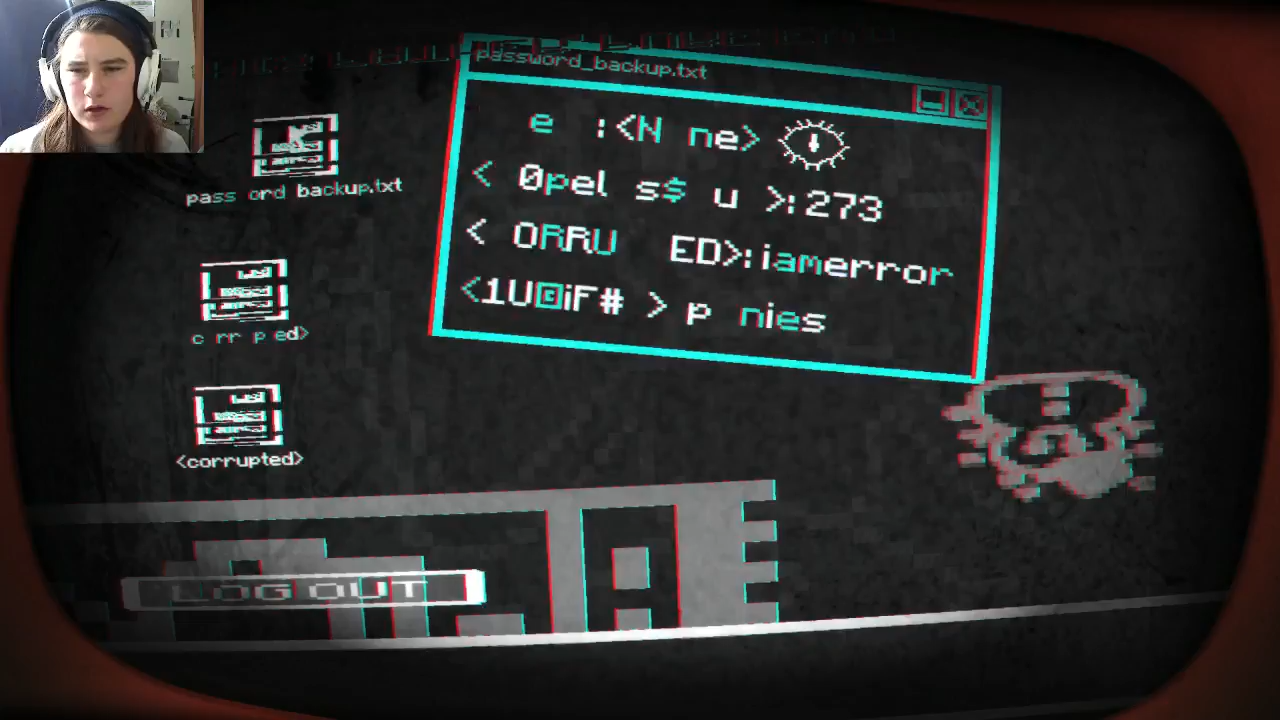 password_backup.txt
e :<N ne>
< 0pel s$ u >:273
< ORRU ED>:iamerror
<1U iF# > p nies
pass ord backup.txt
c rr p ed>
<corrupted>
LOG OUT